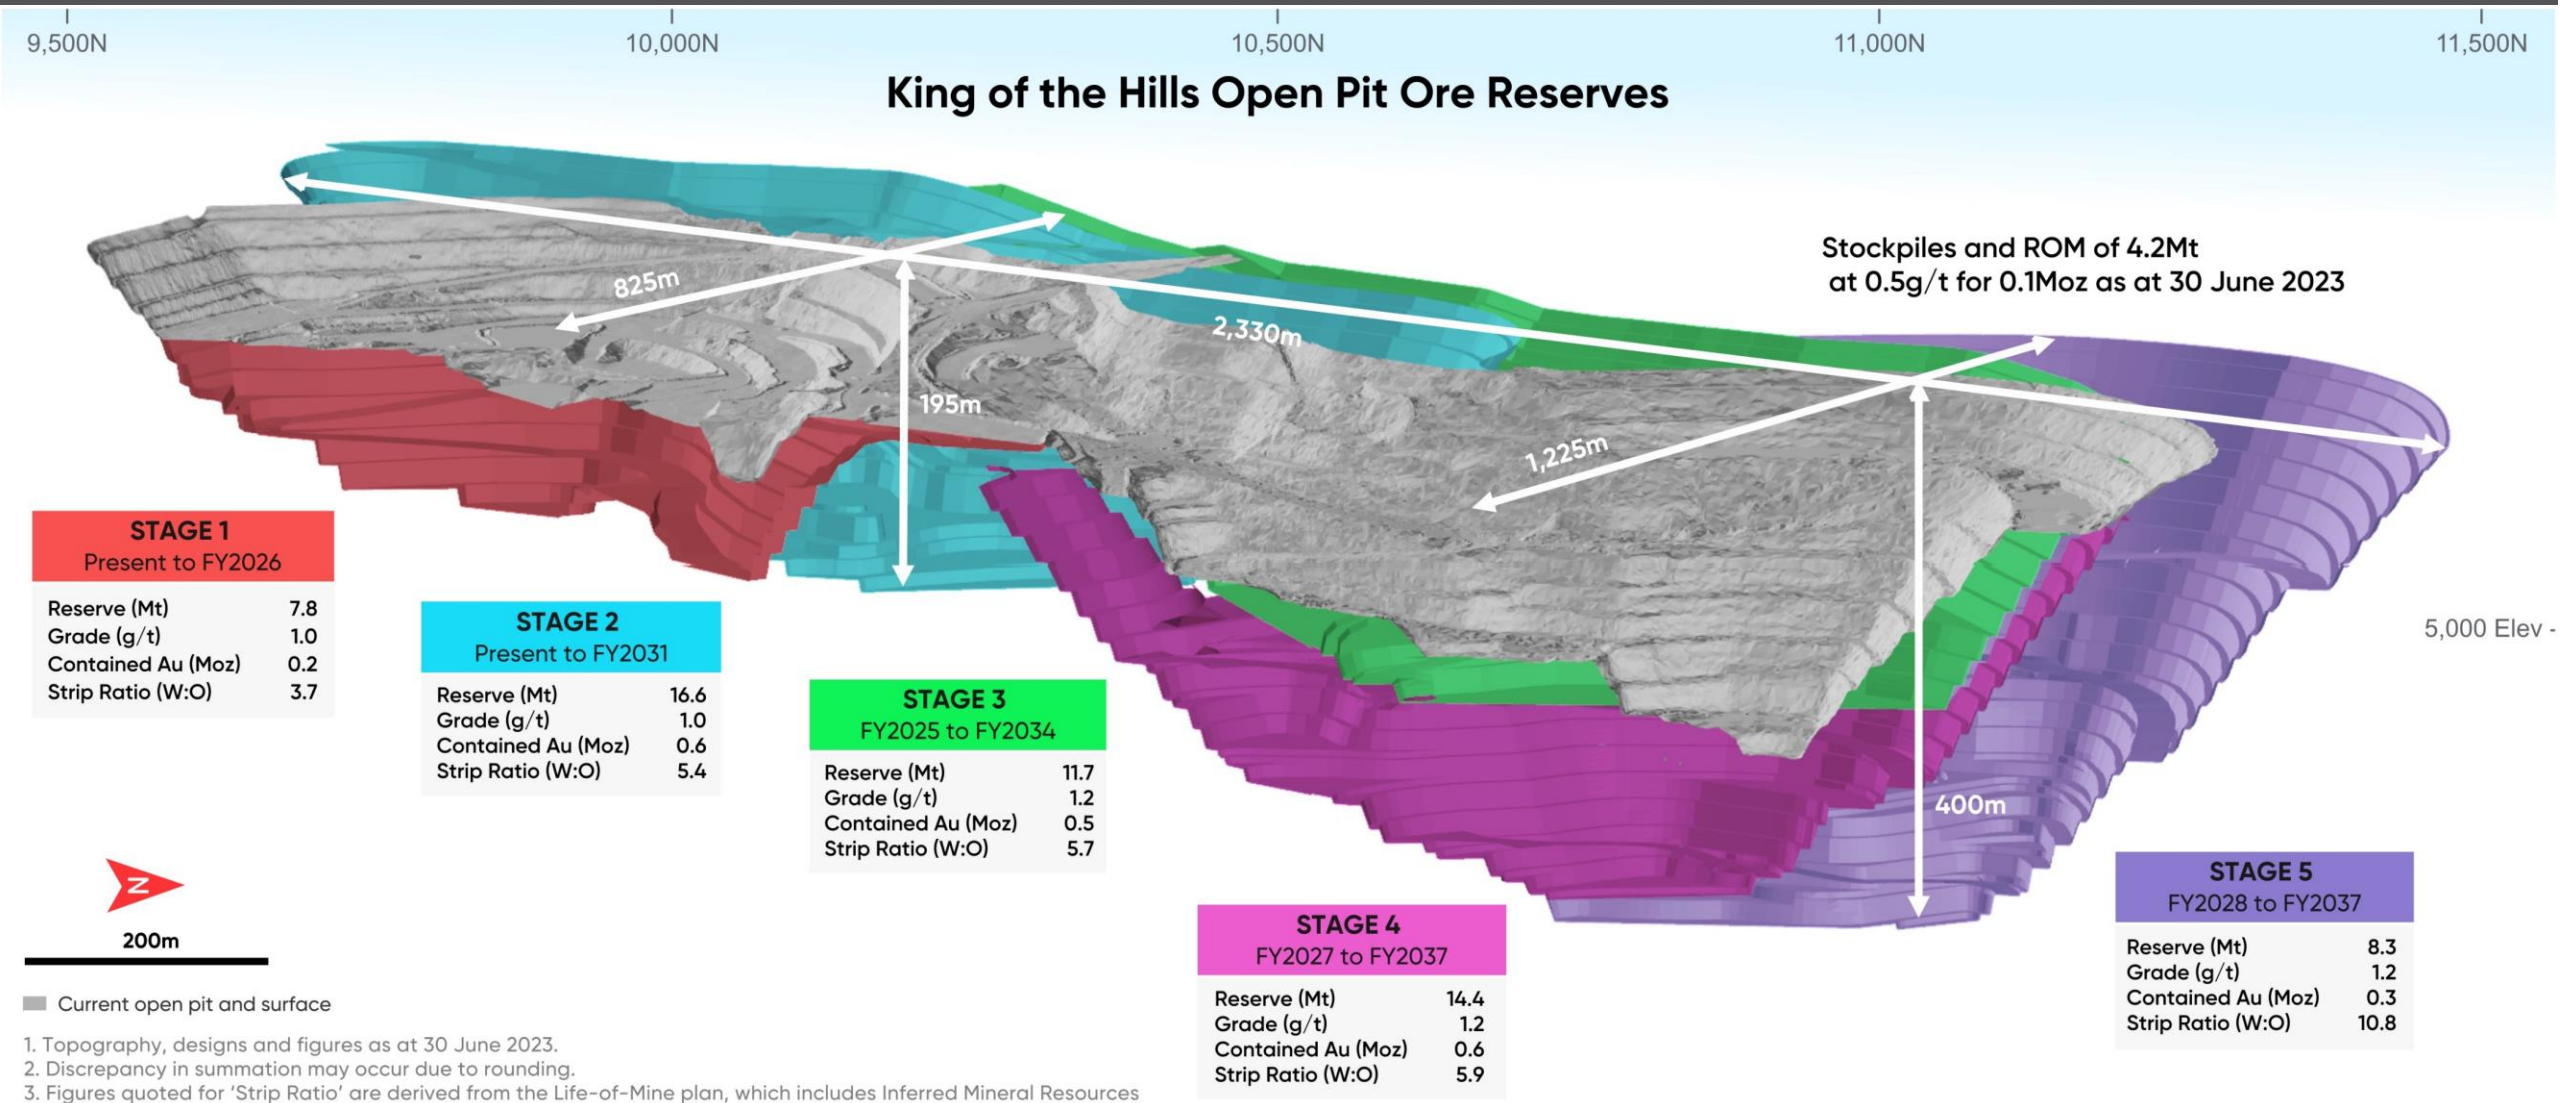 9,500N
10,000N
10,500N
11,000N
11,500N
King of the Hills Open Pit Ore Reserves
Stockpiles and ROM of 4.2Mt
at 0.5g/t for 0.1Moz as at 30 June 2023
825m
2,330m
195m
1,225m
400m
5,000 Elev -
STAGE 1
Present to FY2026
Reserve (Mt) 7.8
Grade (g/t) 1.0
Contained Au (Moz) 0.2
Strip Ratio (W:O) 3.7
STAGE 2
Present to FY2031
Reserve (Mt) 16.6
Grade (g/t) 1.0
Contained Au (Moz) 0.6
Strip Ratio (W:O) 5.4
STAGE 3
FY2025 to FY2034
Reserve (Mt) 11.7
Grade (g/t) 1.2
Contained Au (Moz) 0.5
Strip Ratio (W:O) 5.7
STAGE 4
FY2027 to FY2037
Reserve (Mt) 14.4
Grade (g/t) 1.2
Contained Au (Moz) 0.6
Strip Ratio (W:O) 5.9
STAGE 5
FY2028 to FY2037
Reserve (Mt) 8.3
Grade (g/t) 1.2
Contained Au (Moz) 0.3
Strip Ratio (W:O) 10.8
N
200m
Current open pit and surface
1. Topography, designs and figures as at 30 June 2023.
2. Discrepancy in summation may occur due to rounding.
3. Figures quoted for ‘Strip Ratio’ are derived from the Life-of-Mine plan, which includes Inferred Mineral Resources